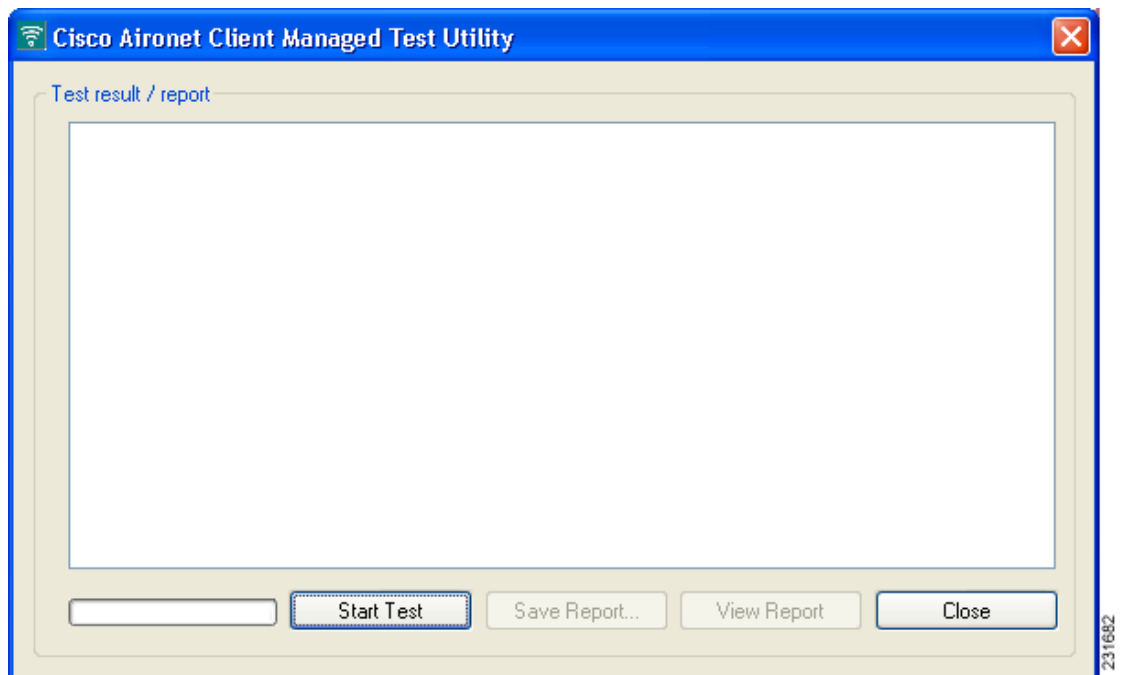 Cisco Aironet Client Managed Test Utility
Test result / report
Start Test
Save Report...
View Report
Close
231682